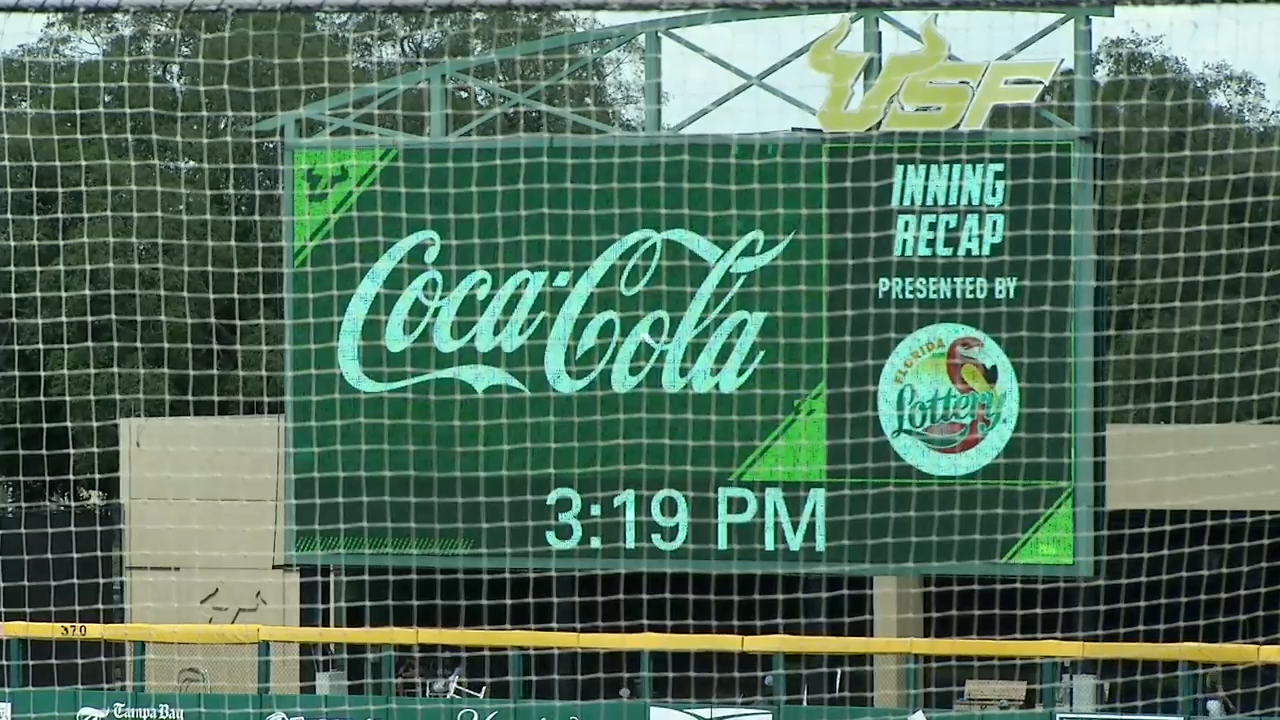 USF
INNING
RECAP
PRESENTED BY
Coca-Cola
FLORIDA
Lottery
3:19 PM
370
Tampa Bay